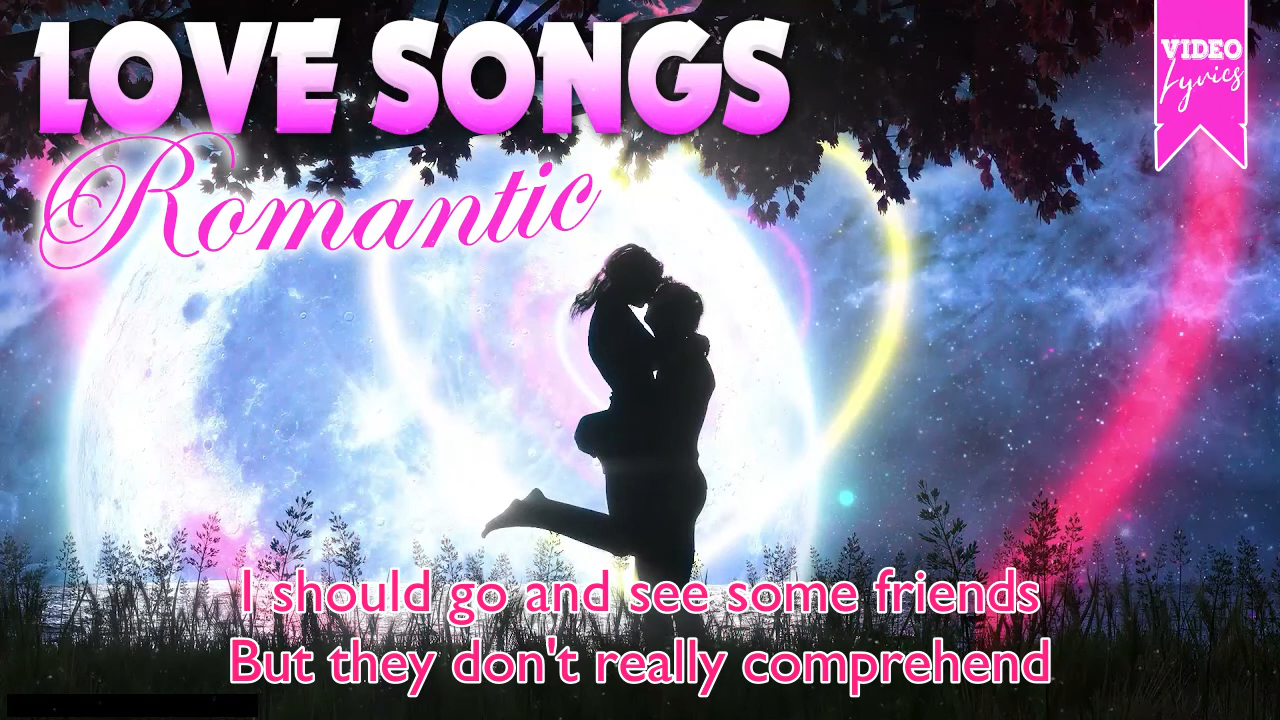 LOVE SONGS
Romantic
VIDEO
Lyrics
I should go and see some friends
But they don't really comprehend